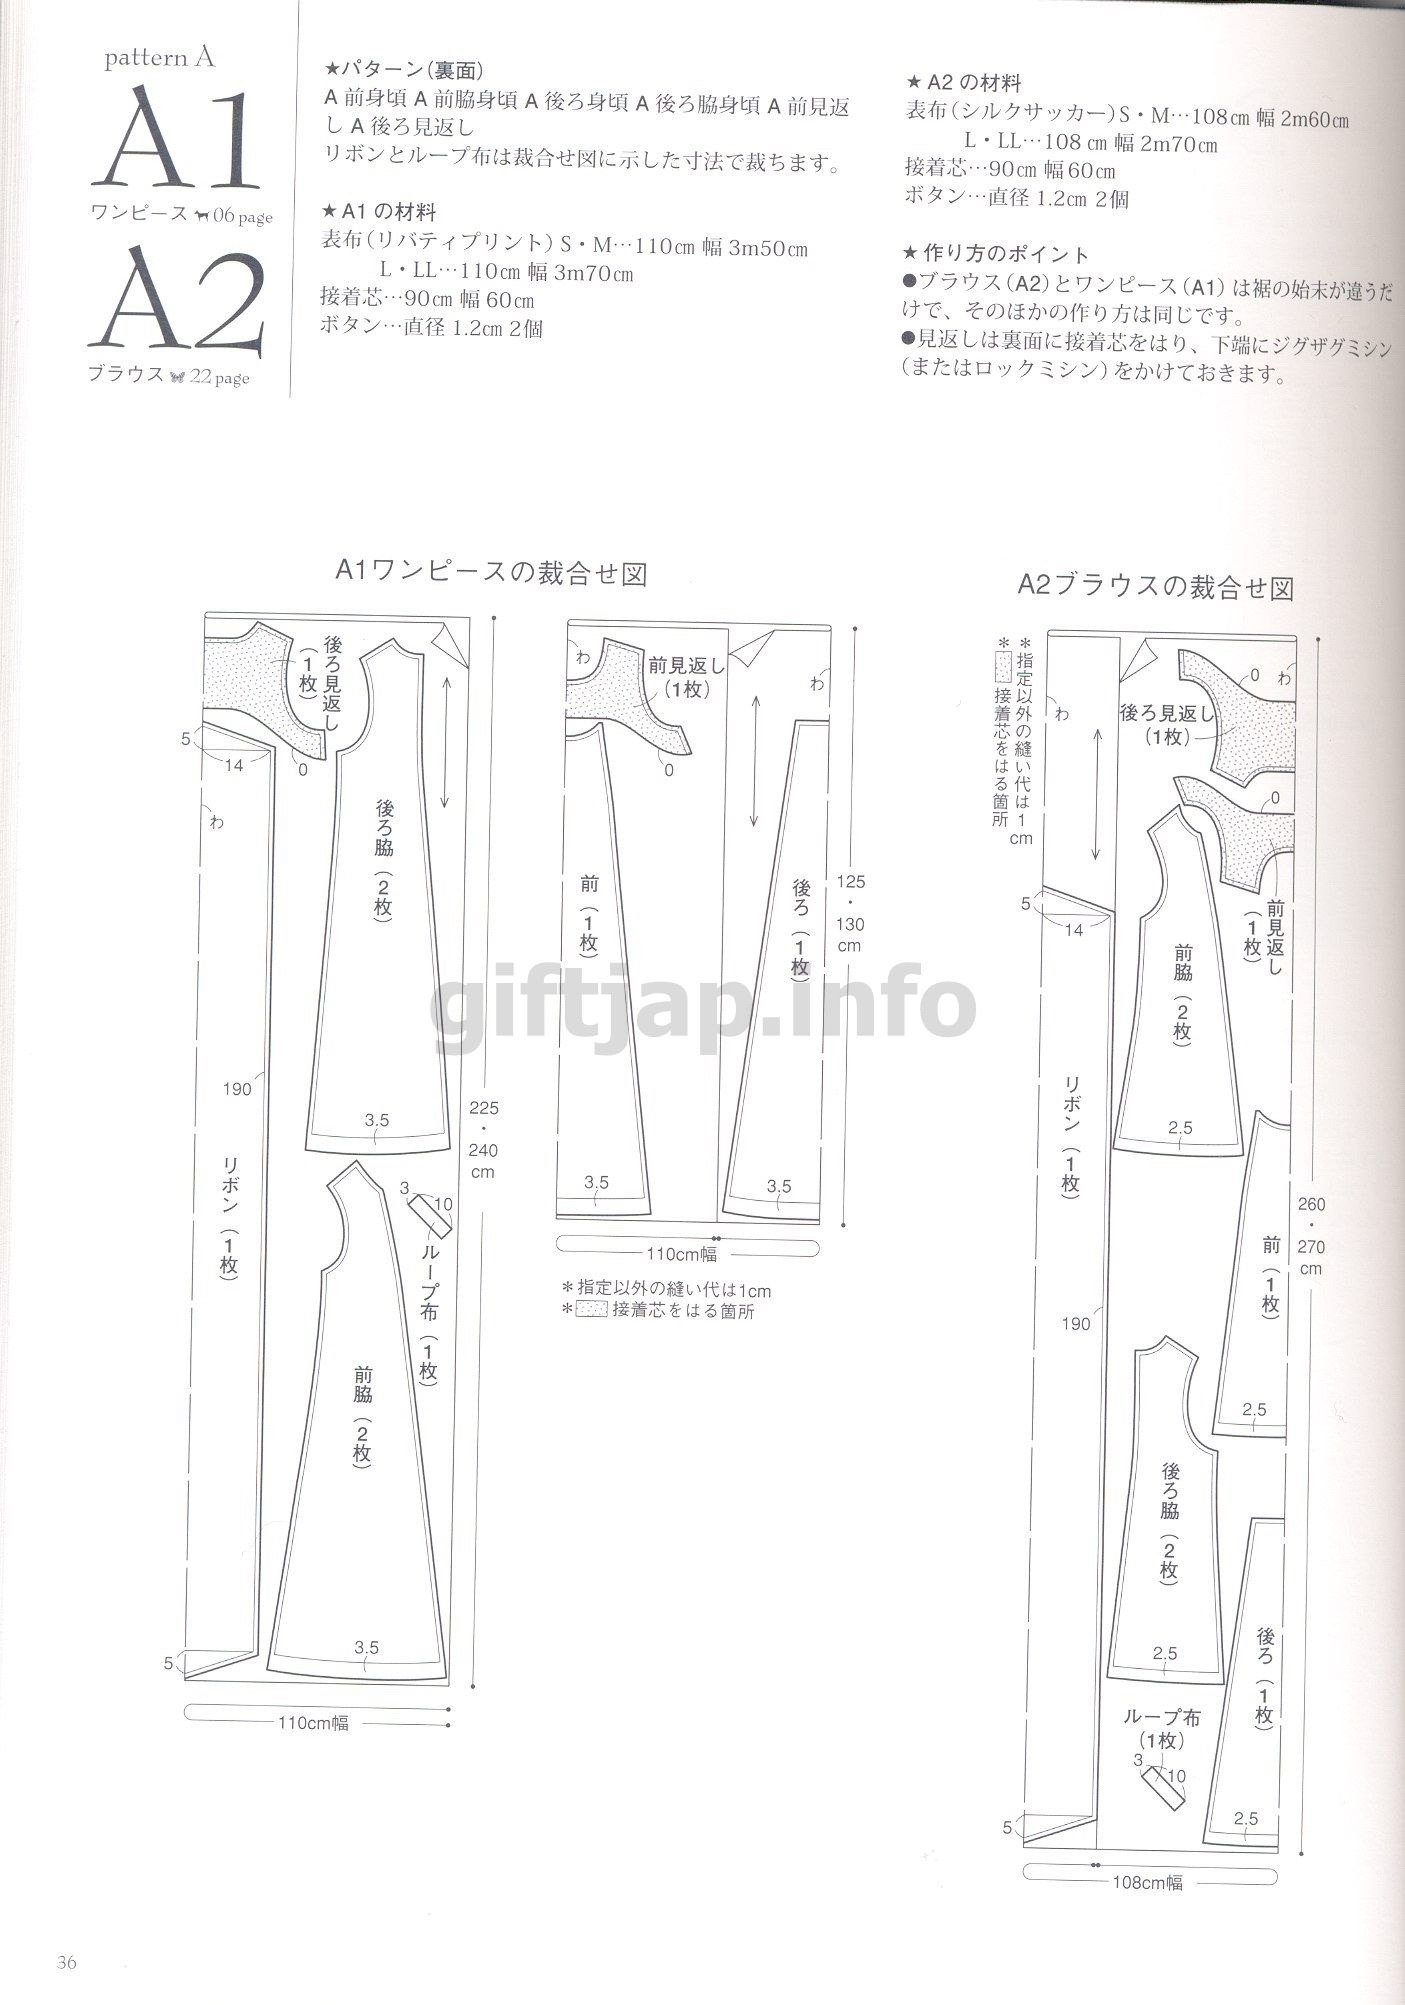 pattern A
A1
ワンピース 06 page
A2
ブラウス 22 page
★パターン(裏面)
A 前身頃 A 前脇身頃 A 後ろ身頃 A 後ろ脇身頃 A 前見返
し A 後ろ見返し
リボンとループ布は裁合せ図に示した寸法で裁ちます。
★A1 の材料
表布(リバティプリント) S・M…110cm 幅 3m50cm
L・LL…110cm 幅 3m70cm
接着芯…90cm 幅 60cm
ボタン…直径 1.2cm 2個
★ A2 の材料
表布(シルクサッカー) S・M…108cm 幅 2m60cm
L・LL…108 cm 幅 2m70cm
接着芯…90cm 幅 60cm
ボタン…直径 1.2cm 2個
★ 作り方のポイント
●ブラウス(A2)とワンピース(A1)は裾の始末が違うだ
けで、そのほかの作り方は同じです。
●見返しは裏面に接着芯をはり、下端にジグザグミシン
(またはロックミシン)をかけておきます。
A1ワンピースの裁合せ図
後ろ見返し
(1枚)
0
5
14
わ
後ろ脇(2枚)
190
リボン(1枚)
3.5
3
10
ループ布(1枚)
前脇(2枚)
3.5
5
225
・
240
cm
110cm幅
わ
前見返し
(1枚)
0
わ
前(1枚)
後ろ(1枚)
3.5
3.5
125
・
130
cm
110cm幅
＊指定以外の縫い代は1cm
＊ 接着芯をはる箇所
giftjap.info
A2ブラウスの裁合せ図
＊指定以外の縫い代は1cm
＊ 接着芯をはる箇所
わ
0
わ
後ろ見返し
(1枚)
0
前見返し
(1枚)
5
14
前脇(2枚)
2.5
リボン(1枚)
190
前(1枚)
2.5
後ろ脇(2枚)
2.5
後ろ(1枚)
2.5
ループ布
(1枚)
3
10
5
260
・
270
cm
108cm幅
36